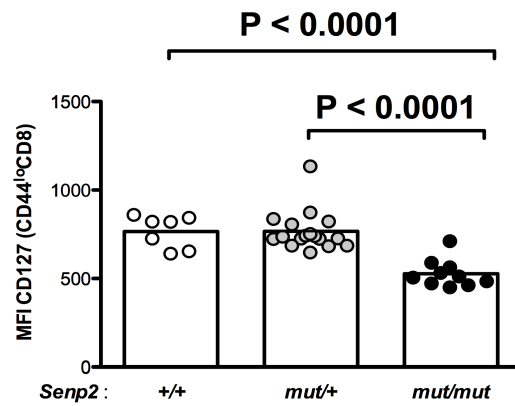 P < 0.0001
P < 0.0001
MFI CD127 (CD44loCD8)
1500
1000
500
0
Senp2 : +/+ mut/+ mut/mut